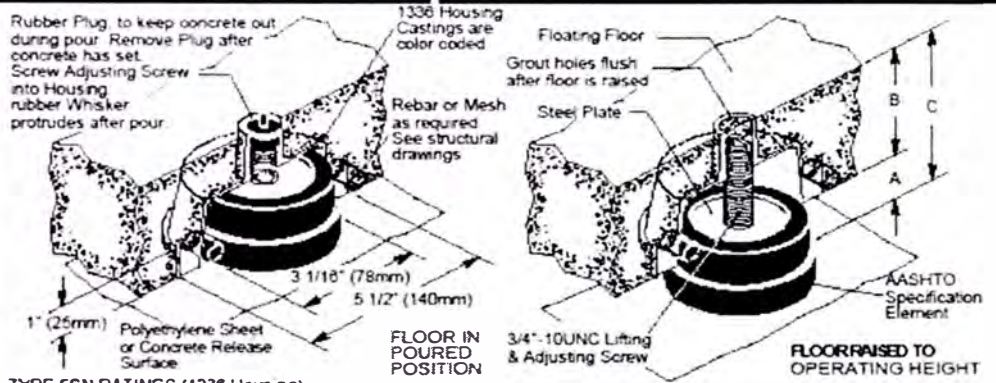 Rubber Plug, to keep concrete out
during pour. Remove Plug after
concrete has set.
Screw Adjusting Screw
into Housing
rubber Whisker
protrudes after pour.
1336 Housing
Castings are
color coded
Rebar or Mesh
as required
See structural
drawings
3 1/16" (78mm)
5 1/2" (140mm)
1" (25mm)
Polyethylene Sheet
or Concrete Release
Surface
FLOOR IN
POURED
POSITION
Floating Floor
Grout holes flush
after floor is raised
Steel Plate
B
C
A
AASHTO
Specification
Element
3/4"-10UNC Lifting
& Adjusting Screw
FLOOR RAISED TO
OPERATING HEIGHT
RATINGS (1336